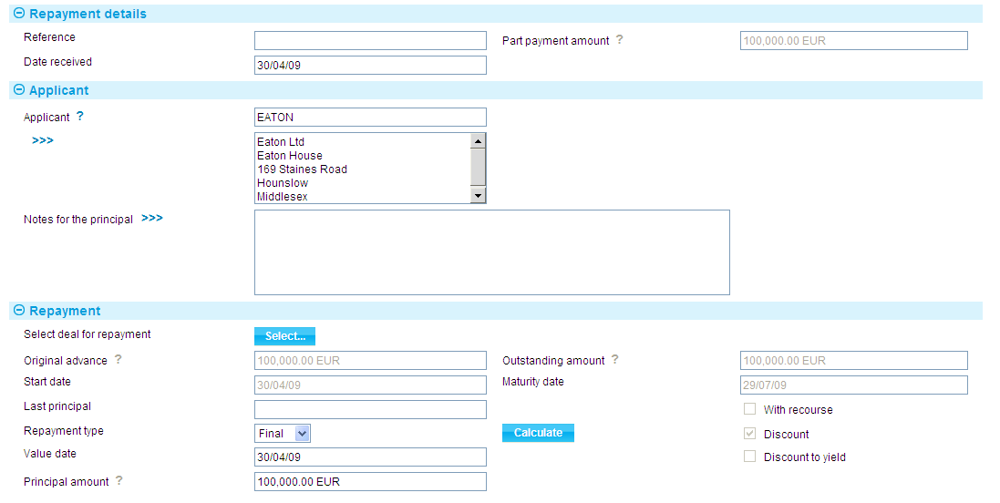 Repayment details
Reference
Part payment amount ? 100,000.00 EUR
Date received 30/04/09
Applicant
Applicant ? EATON
>>> Eaton Ltd
Eaton House
169 Staines Road
Hounslow
Middlesex
Notes for the principal >>>
Repayment
Select deal for repayment Select...
Original advance ? 100,000.00 EUR Outstanding amount ? 100,000.00 EUR
Start date 30/04/09 Maturity date 29/07/09
Last principal With recourse
Repayment type Final Calculate Discount
Value date 30/04/09 Discount to yield
Principal amount ? 100,000.00 EUR